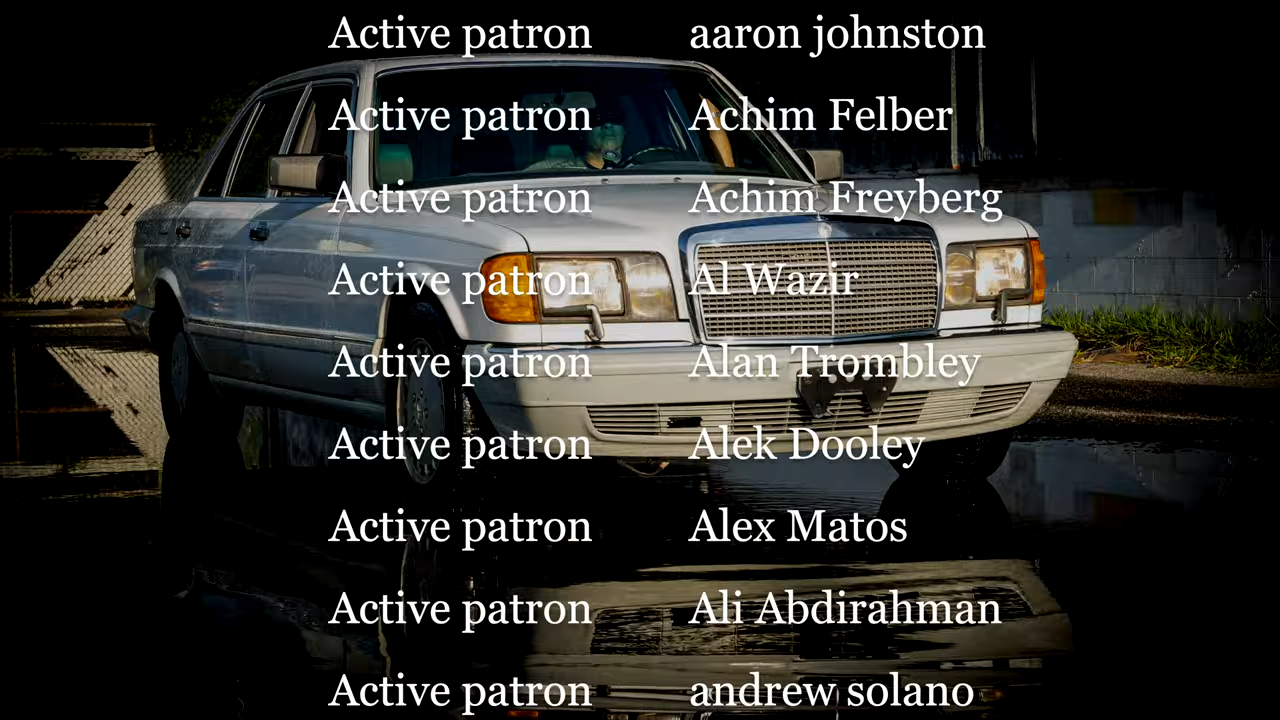 Active patron aaron johnston
Active patron Achim Felber
Active patron Achim Freyberg
Active patron Al Wazir
Active patron Alan Trombley
Active patron Alek Dooley
Active patron Alex Matos
Active patron Ali Abdirahman
Active patron andrew solano